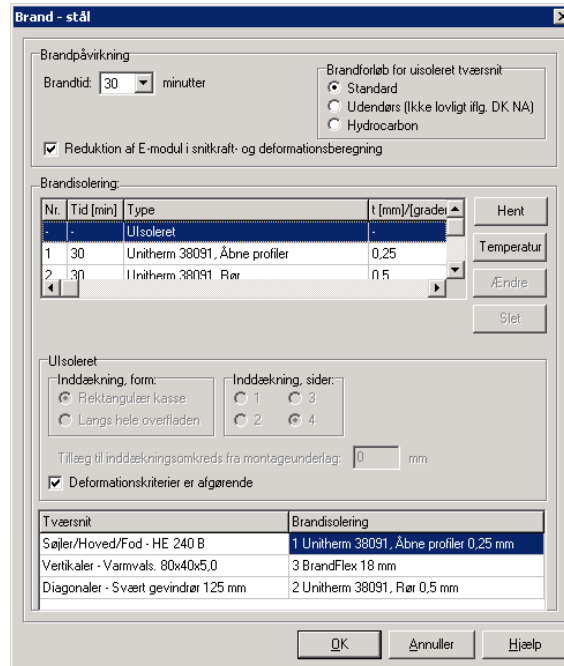 Brand - stål
Brandpåvirkning
Brandtid: 30 minutter
Brandforløb for uisoleret tværsnit
Standard
Udendørs (Ikke lovligt iflg. DK NA)
Hydrocarbon
Reduktion af E-modul i snitkraft- og deformationsberegning
Brandisolering:
Nr. Tid [min] Type t [mm]/[grader
- - UIsoleret -
1 30 Unitherm 38091, Åbne profiler 0,25
2 30 Unitherm 38091, Rør 0,5
Hent
Temperatur
Ændre
Slet
UIsoleret
Inddækning, form:
Rektangulær kasse
Langs hele overfladen
Inddækning, sider:
1 3
2 4
Tillæg til inddækningsomkreds fra montageunderlag: 0 mm
Deformationskriterier er afgørende
Tværsnit Brandisolering
Søjler/Hoved/Fod - HE 240 B 1 Unitherm 38091, Åbne profiler 0,25 mm
Vertikaler - Varmvals. 80x40x5,0 3 BrandFlex 18 mm
Diagonaler - Svært gevindrør 125 mm 2 Unitherm 38091, Rør 0,5 mm
OK Annuller Hjælp